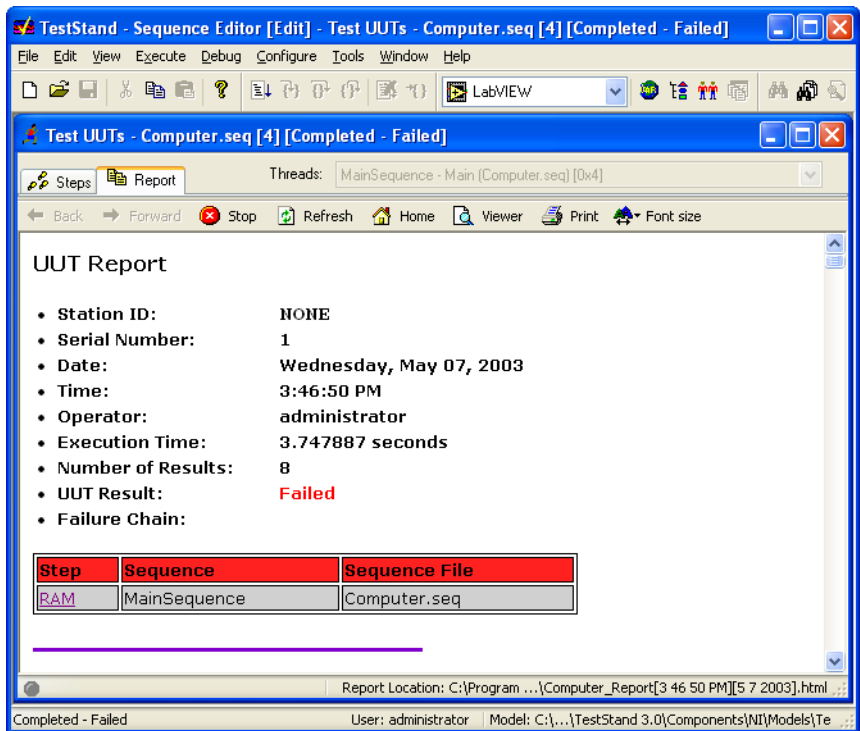 TestStand - Sequence Editor [Edit] - Test UUTs - Computer.seq [4] [Completed - Failed]
File Edit View Execute Debug Configure Tools Window Help
LabVIEW
Test UUTs - Computer.seq [4] [Completed - Failed]
Steps Report Threads: MainSequence - Main (Computer.seq) [0x4]
Back Forward Stop Refresh Home Viewer Print Font size
UUT Report
• Station ID: NONE
• Serial Number: 1
• Date: Wednesday, May 07, 2003
• Time: 3:46:50 PM
• Operator: administrator
• Execution Time: 3.747887 seconds
• Number of Results: 8
• UUT Result: Failed
• Failure Chain:
Step Sequence Sequence File
RAM MainSequence Computer.seq
Report Location: C:\Program ...\Computer_Report[3 46 50 PM][5 7 2003].html
Completed - Failed User: administrator Model: C:\...\TestStand 3.0\Components\NI\Models\Te